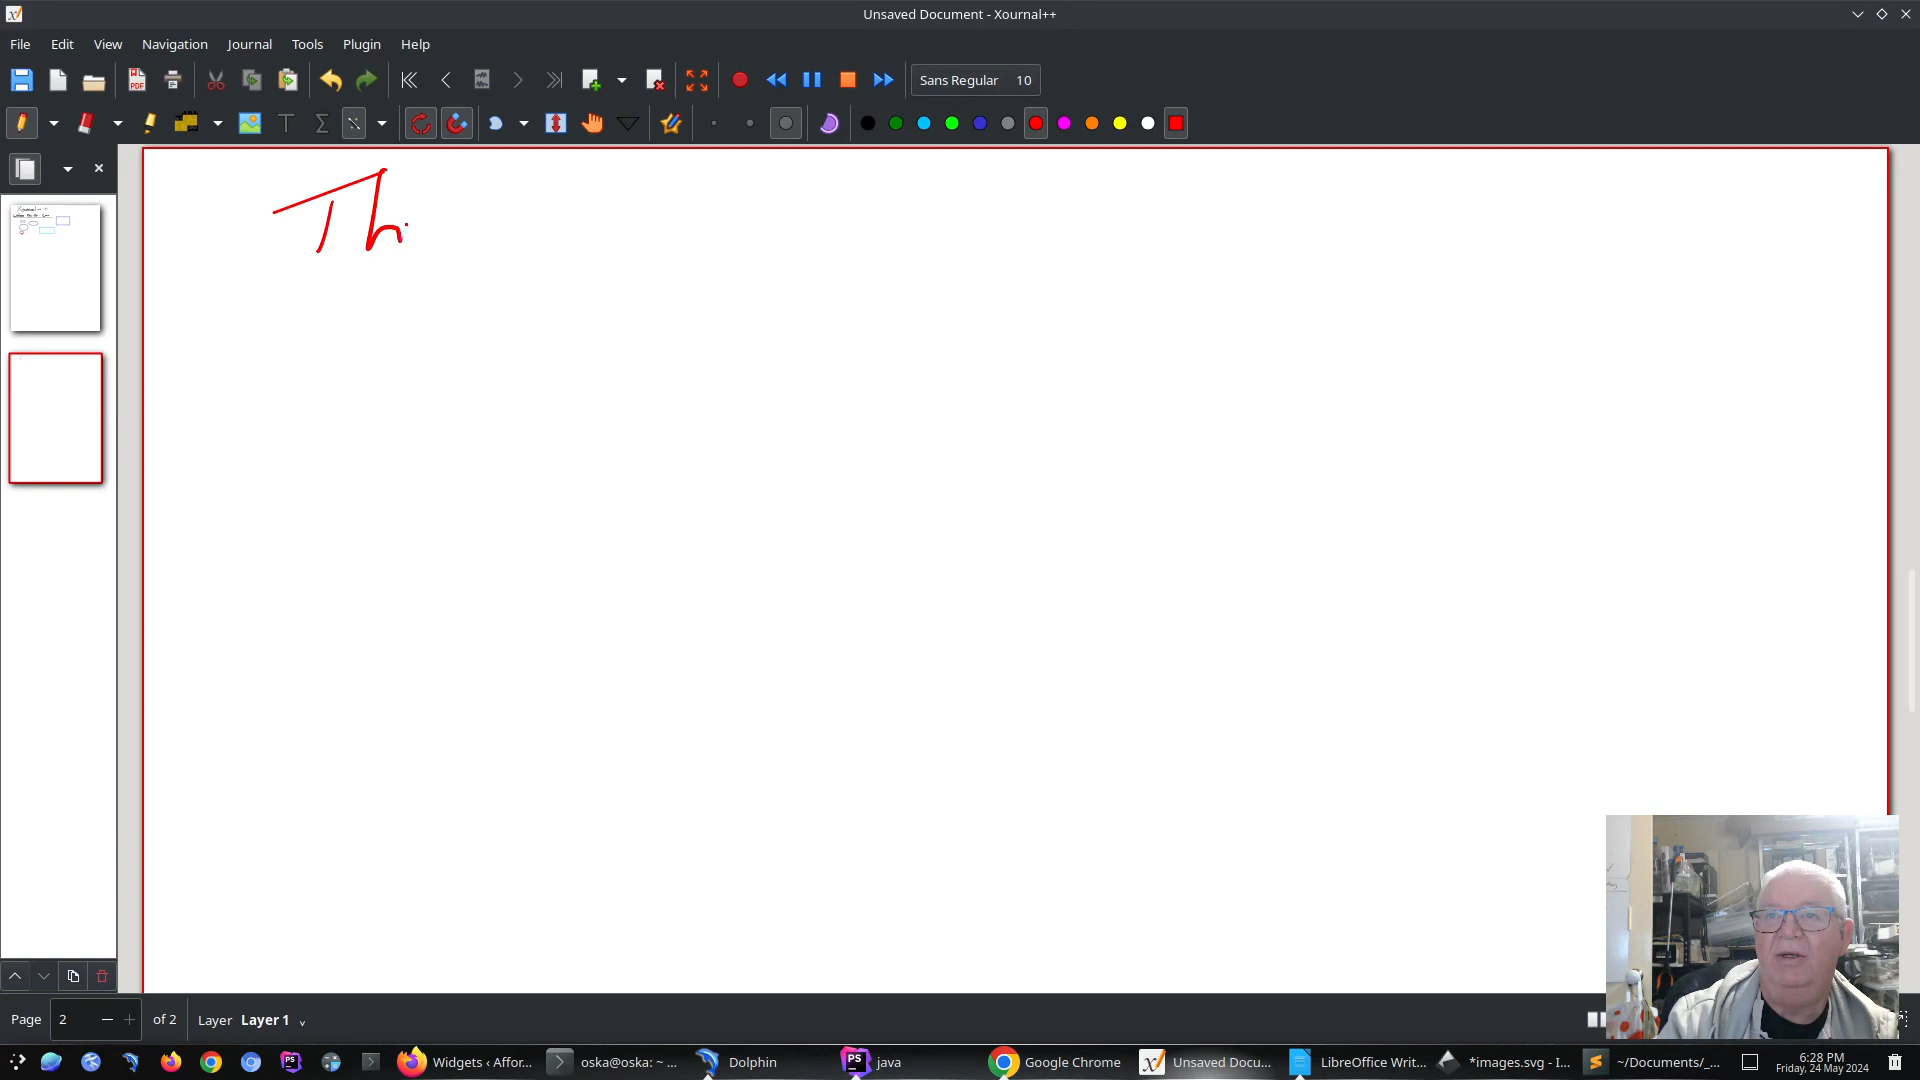 Unsaved Document - Xournal++
File Edit View Navigation Journal Tools Plugin Help
PDF Sans Regular 10
Th
Page 2 of 2 Layer Layer 1
Widgets ‹ Affor... oska@oska: ~ ... Dolphin PS java Google Chrome Unsaved Docu... LibreOffice Writ... *images.svg - I... ~/Documents/_... 6:28 PM
Friday, 24 May 2024